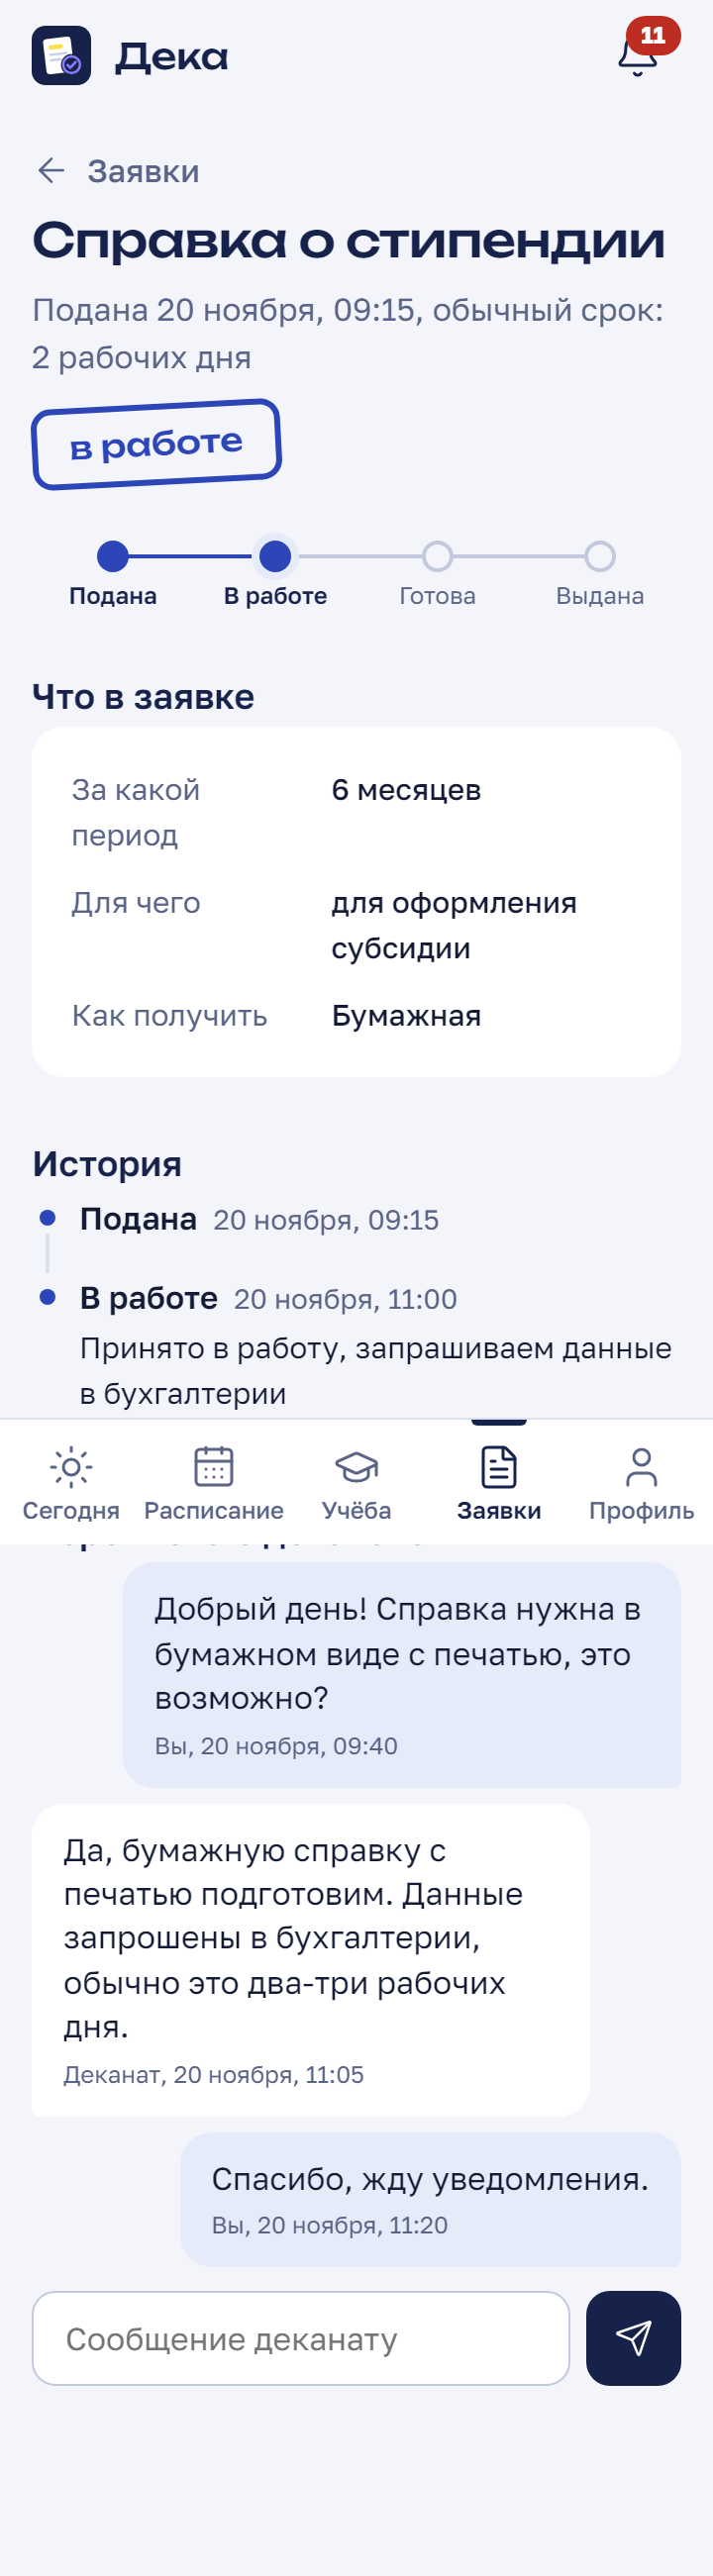 Дека
11
Заявки
Справка о стипендии
Подана 20 ноября, 09:15, обычный срок:
2 рабочих дня
в работе
Подана
В работе
Готова
Выдана
Что в заявке
За какой период
6 месяцев
Для чего
для оформления
субсидии
Как получить
Бумажная
История
Подана 20 ноября, 09:15
В работе 20 ноября, 11:00
Принято в работу, запрашиваем данные
в бухгалтерии
Сегодня
Расписание
Учёба
Заявки
Профиль
Добрый день! Справка нужна в
бумажном виде с печатью, это
возможно?
Вы, 20 ноября, 09:40
Да, бумажную справку с
печатью подготовим. Данные
запрошены в бухгалтерии,
обычно это два-три рабочих
дня.
Деканат, 20 ноября, 11:05
Спасибо, жду уведомления.
Вы, 20 ноября, 11:20
Сообщение деканату